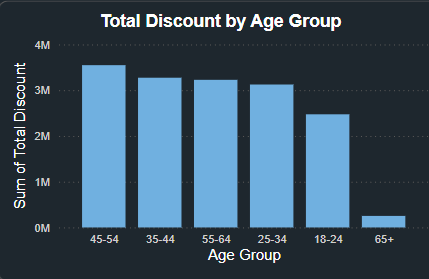 Total Discount by Age Group
4M
3M
2M
1M
0M
Sum of Total Discount
45-54 35-44 55-64 25-34 18-24 65+
Age Group